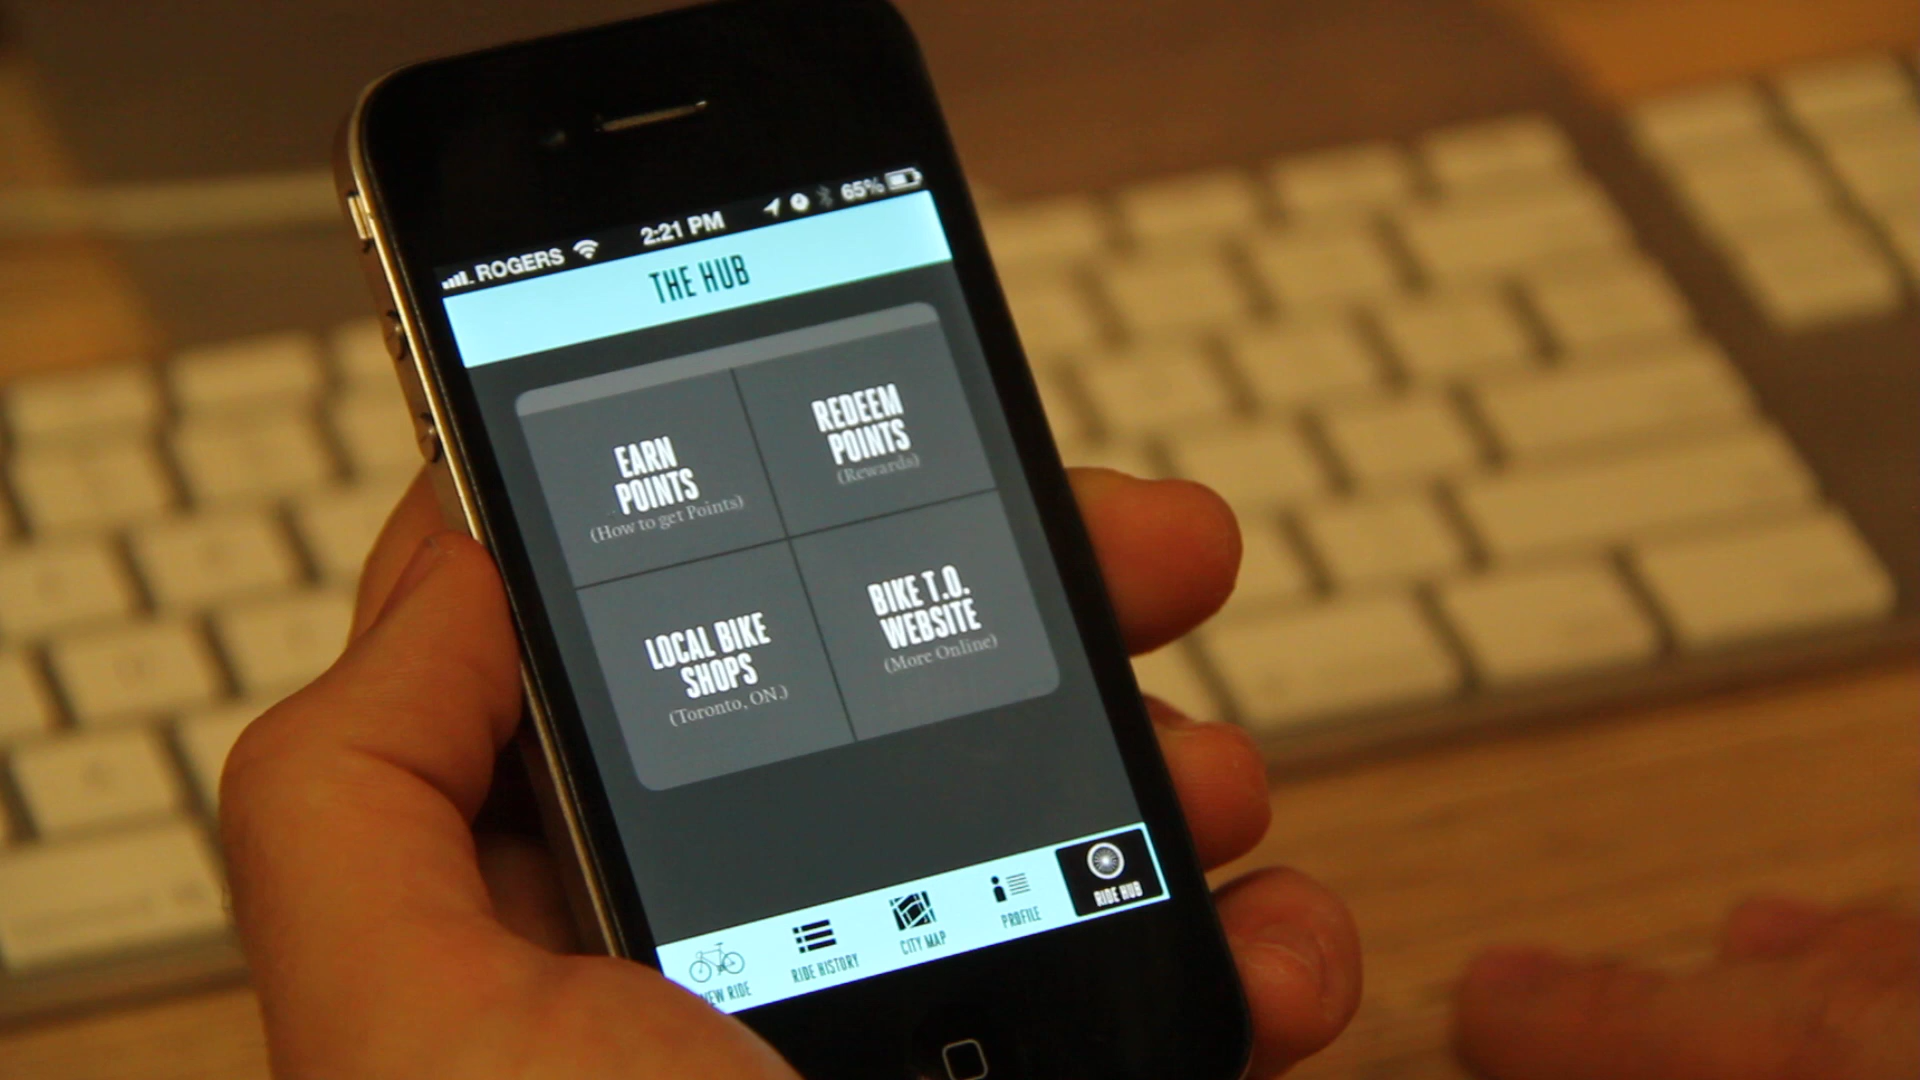 ROGERS 2:21 PM 65%
THE HUB
EARN
POINTS
(How to get Points)
REDEEM
POINTS
(Rewards)
LOCAL BIKE
SHOPS
(Toronto, ON.)
BIKE T.O.
WEBSITE
(More Online)
NEW RIDE
RIDE HISTORY
CITY MAP
PROFILE
RIDE HUB